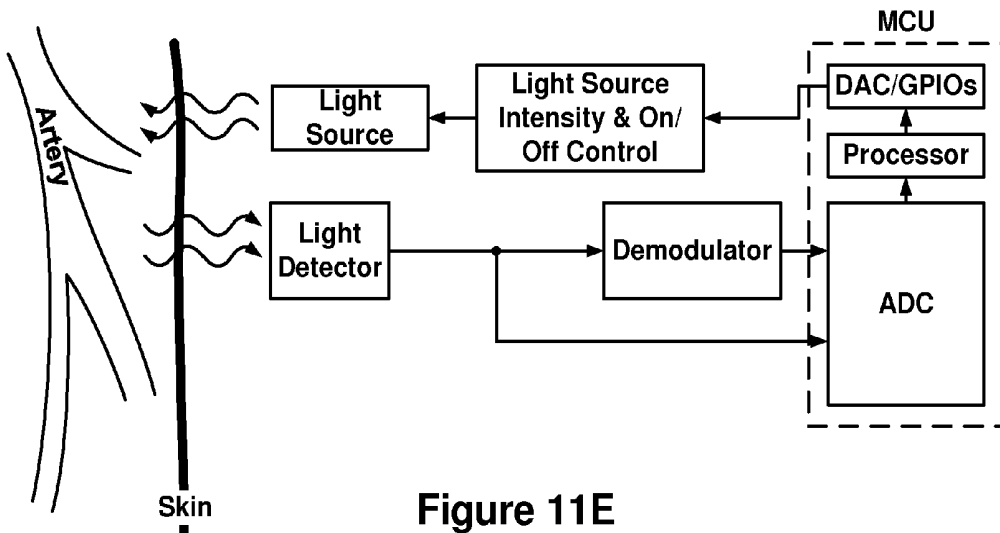 MCU
Light
Source
Light Source
Intensity & On/
Off Control
DAC/GPIOs
Processor
Artery
Light
Detector
Demodulator
ADC
Skin
Figure 11E